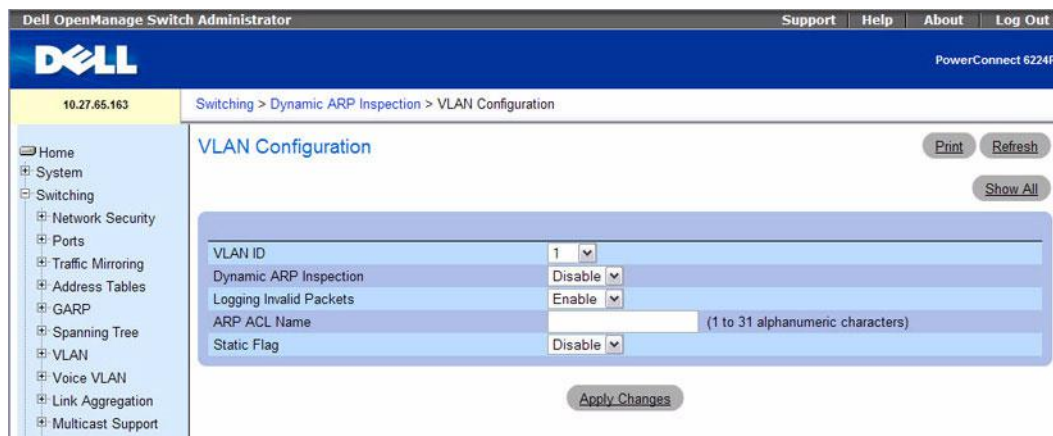 Dell OpenManage Switch Administrator Support Help About Log Out
DELL
PowerConnect 6224P
10.27.65.163 Switching > Dynamic ARP Inspection > VLAN Configuration
Home
System
Switching
Network Security
Ports
Traffic Mirroring
Address Tables
GARP
Spanning Tree
VLAN
Voice VLAN
Link Aggregation
Multicast Support
VLAN Configuration
Print Refresh
Show All
VLAN ID 1
Dynamic ARP Inspection Disable
Logging Invalid Packets Enable
ARP ACL Name (1 to 31 alphanumeric characters)
Static Flag Disable
Apply Changes